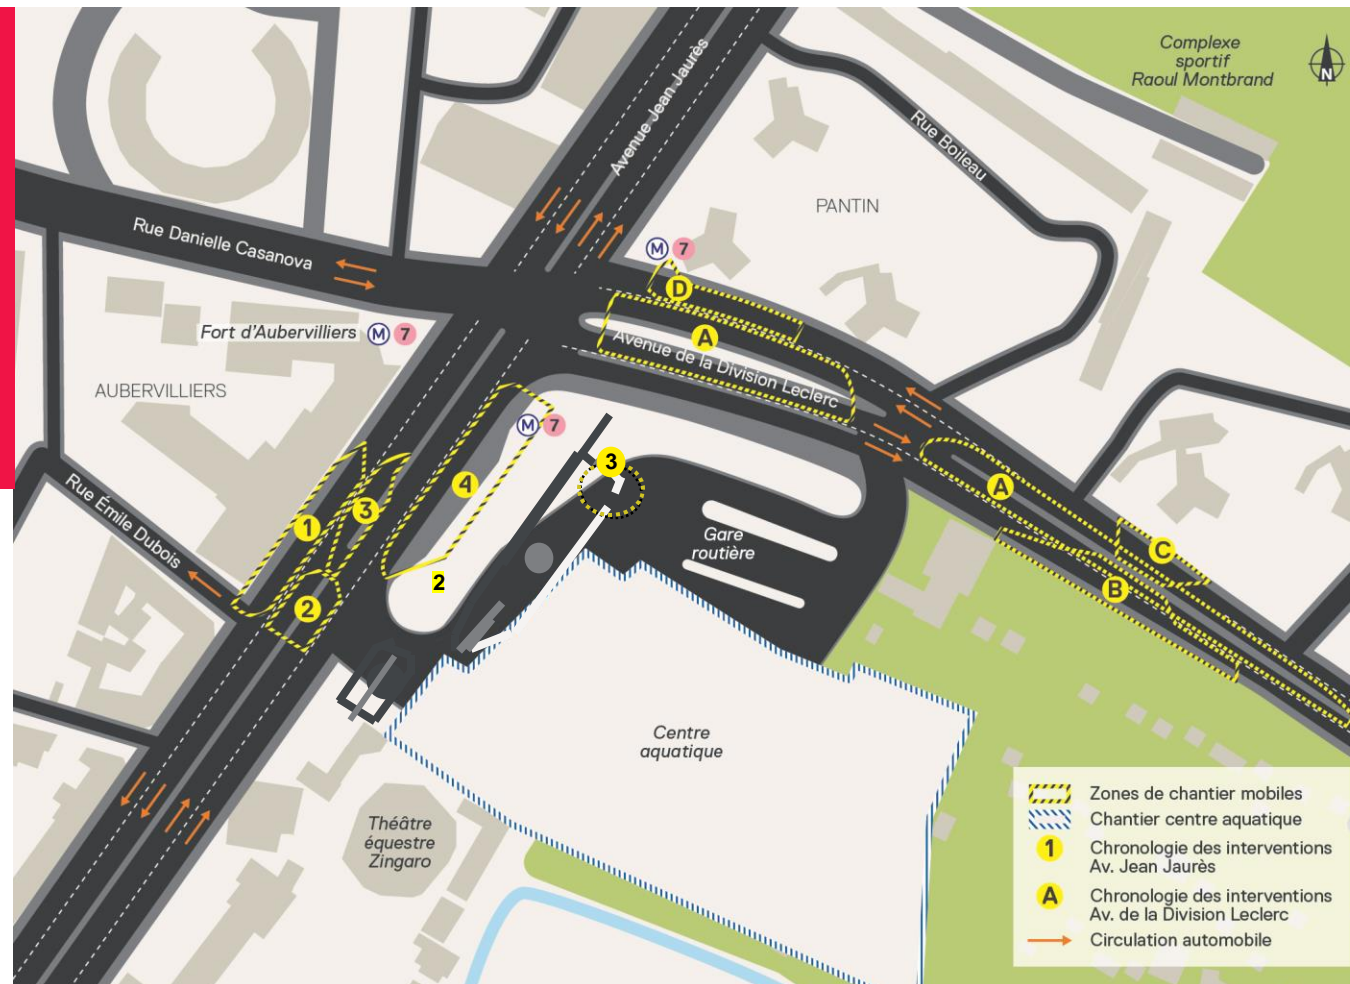 Complexe
sportif
Raoul Montbrand
N
Avenue Jean Jaurès
Rue Boileau
PANTIN
Rue Danielle Casanova
M 7
D
Fort d'Aubervilliers M 7
A
Avenue de la Division Leclerc
AUBERVILLIERS
M 7
3
4
A
1
3
Rue Émile Dubois
Gare
routière
C
2
B
2
Centre
aquatique
Théâtre
équestre
Zingaro
Zones de chantier mobiles
Chantier centre aquatique
1 Chronologie des interventions
Av. Jean Jaurès
A Chronologie des interventions
Av. de la Division Leclerc
Circulation automobile